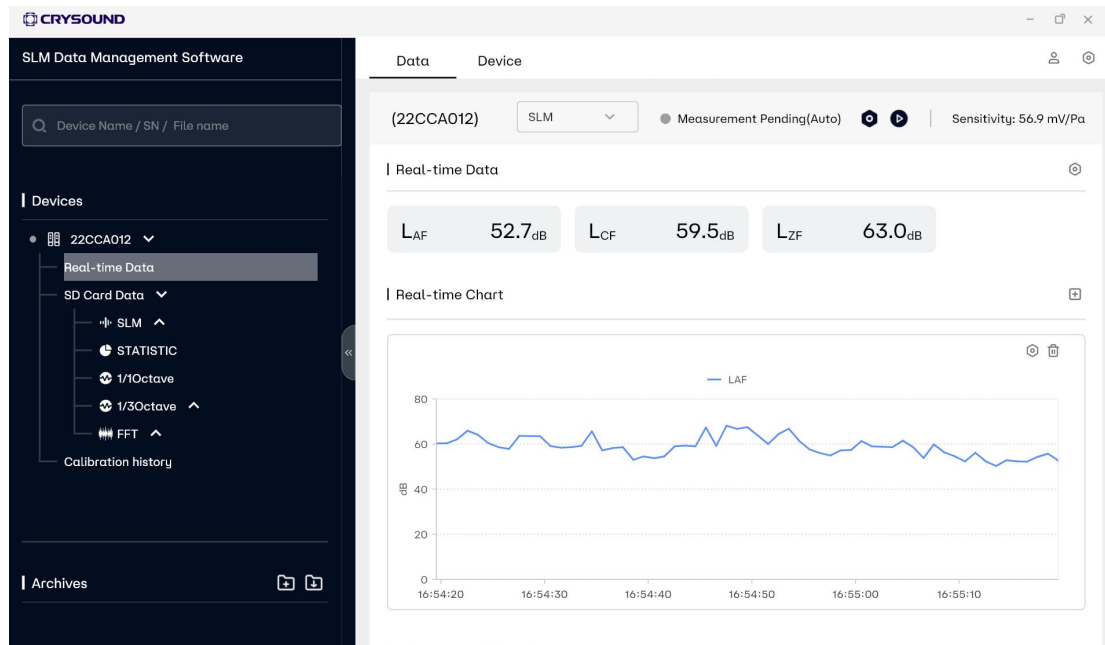 CRYSOUND
SLM Data Management Software
Device Name / SN / File name
Devices
22CCA012
Real-time Data
SD Card Data
SLM
STATISTIC
1/1Octave
1/3Octave
FFT
Calibration history
Archives
Data Device
(22CCA012) SLM Measurement Pending(Auto) Sensitivity: 56.9 mV/Pa
Real-time Data
LAF 52.7dB LCF 59.5dB LZF 63.0dB
Real-time Chart
LAF
80
60
40
20
0
dB
16:54:20 16:54:30 16:54:40 16:54:50 16:55:00 16:55:10